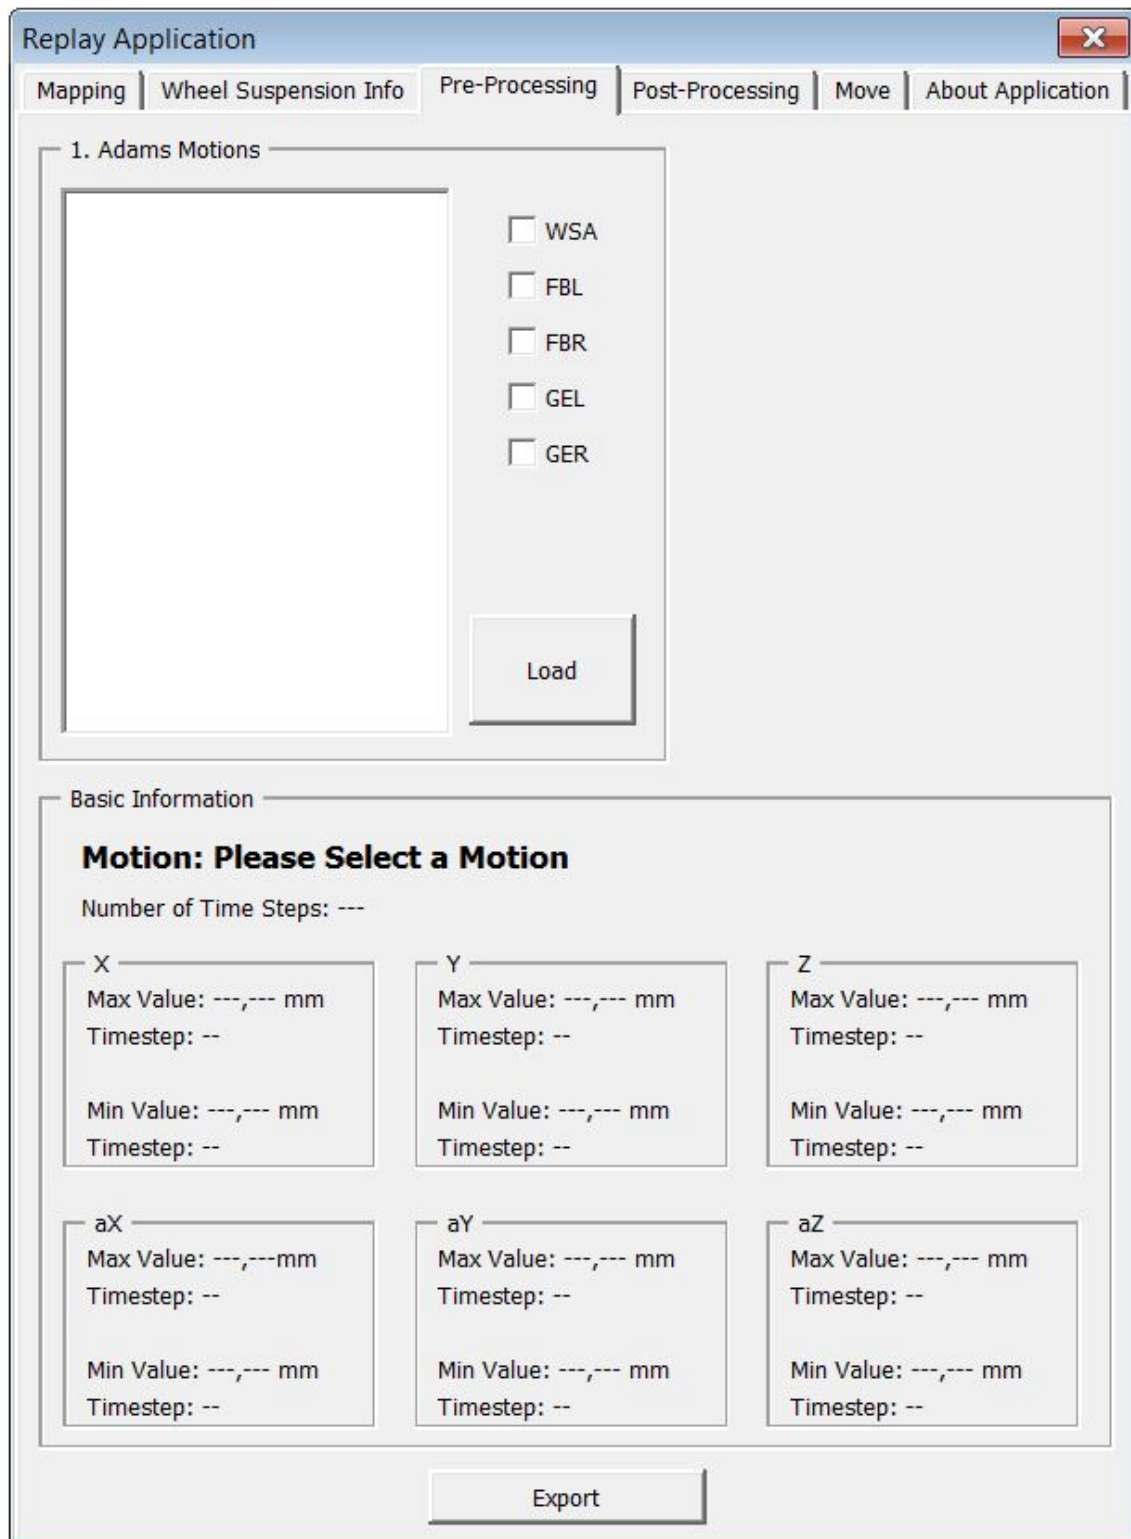 Replay Application
Mapping Wheel Suspension Info Pre-Processing Post-Processing Move About Application
1. Adams Motions
WSA
FBL
FBR
GEL
GER
Load
Basic Information
Motion: Please Select a Motion
Number of Time Steps: ---
X
Max Value: ---,--- mm
Timestep: --
Min Value: ---,--- mm
Timestep: --
Y
Max Value: ---,--- mm
Timestep: --
Min Value: ---,--- mm
Timestep: --
Z
Max Value: ---,--- mm
Timestep: --
Min Value: ---,--- mm
Timestep: --
aX
Max Value: ---,---mm
Timestep: --
Min Value: ---,--- mm
Timestep: --
aY
Max Value: ---,--- mm
Timestep: --
Min Value: ---,--- mm
Timestep: --
aZ
Max Value: ---,--- mm
Timestep: --
Min Value: ---,--- mm
Timestep: --
Export